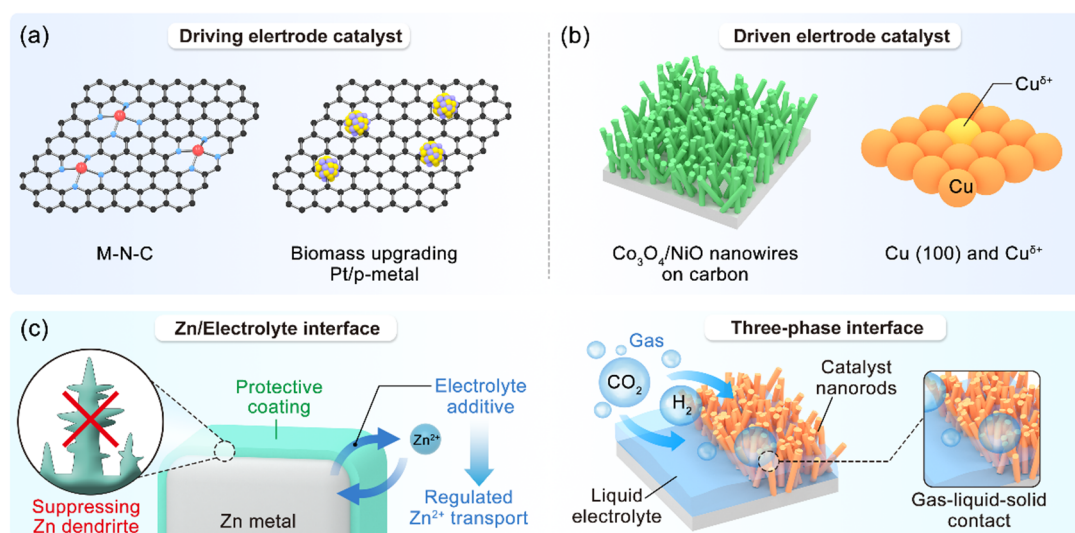 (a)
Driving elertrode catalyst
M-N-C
Biomass upgrading
Pt/p-metal
(b)
Driven electrode catalyst
Cuδ+
Cu
Co3O4/NiO nanowires
on carbon
Cu (100) and Cuδ+
(c)
Zn/Electrolyte interface
Protective
coating
Electrolyte
additive
Zn2+
Regulated
Zn2+ transport
Suppressing
Zn dendrirte
Zn metal
Three-phase interface
Gas
CO2
H2
Catalyst
nanorods
Liquid
electrolyte
Gas-liquid-solid
contact